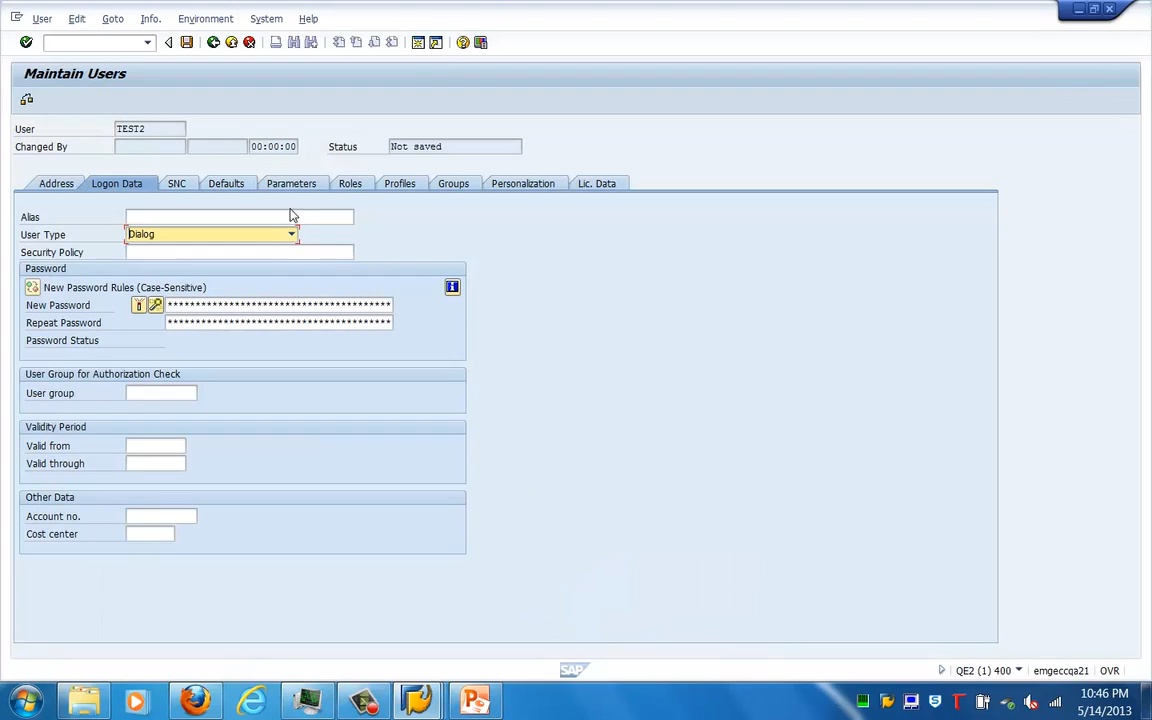 User Edit Goto Info. Environment System Help
Maintain Users
User TEST2
Changed By 00:00:00 Status Not saved
Address Logon Data SNC Defaults Parameters Roles Profiles Groups Personalization Lic. Data
Alias
User Type Dialog
Security Policy
Password
New Password Rules (Case-Sensitive)
New Password ****************************************
Repeat Password ****************************************
Password Status
User Group for Authorization Check
User group
Validity Period
Valid from
Valid through
Other Data
Account no.
Cost center
SAP QE2 (1) 400 emgeccqa21 OVR
10:46 PM
5/14/2013